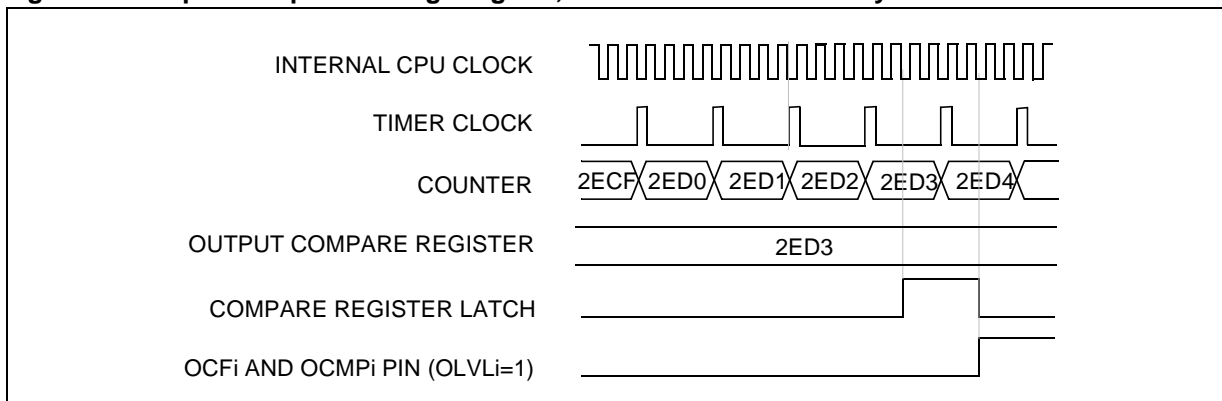 INTERNAL CPU CLOCK
TIMER CLOCK
COUNTER 2ECF 2ED0 2ED1 2ED2 2ED3 2ED4
OUTPUT COMPARE REGISTER 2ED3
COMPARE REGISTER LATCH
OCFi AND OCMPi PIN (OLVLi=1)